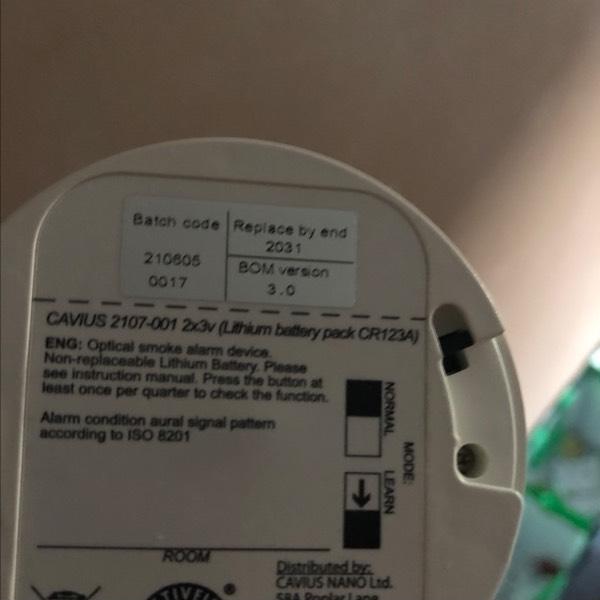 Batch code
210605
0017
Replace by end
2031
BOM version
3.0
CAVIUS 2107-001 2x3v (Lithium battery pack CR123A)
ENG: Optical smoke alarm device.
Non-replaceable Lithium Battery. Please
see instruction manual. Press the button at
least once per quarter to check the function.
Alarm condition aural signal pattern
according to ISO 8201
NORMAL
MODE:
LEARN
ROOM
Distributed by:
CAVIUS NANO Ltd.
58A Poplar Lane